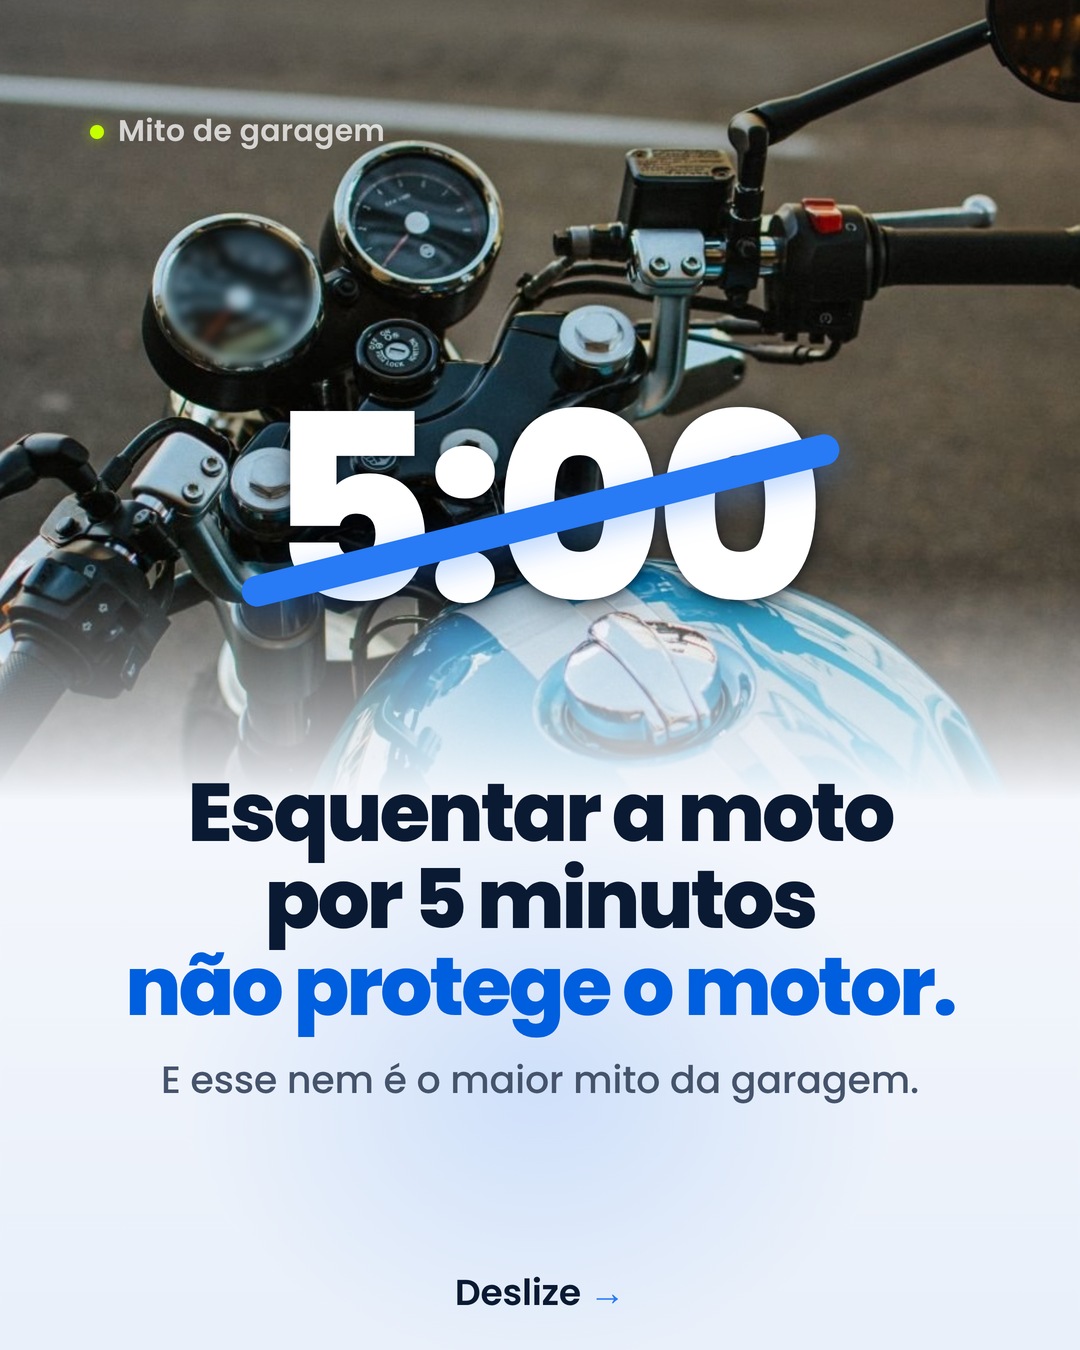 Mito de garagem
5:00
Esquentar a moto
por 5 minutos
não protege o motor.
E esse nem é o maior mito da garagem.
Deslize →